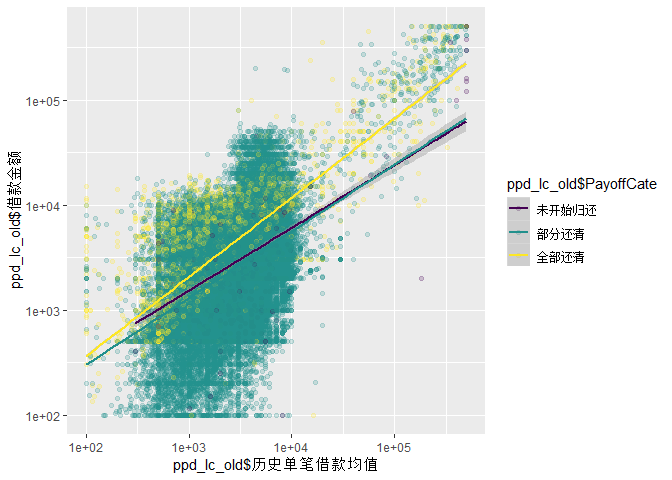 ppd_lc_old$借款金额
1e+05
1e+04
1e+03
1e+02
1e+02
1e+03
1e+04
1e+05
ppd_lc_old$历史单笔借款均值
ppd_lc_old$PayoffCate
未开始归还
部分还清
全部还清